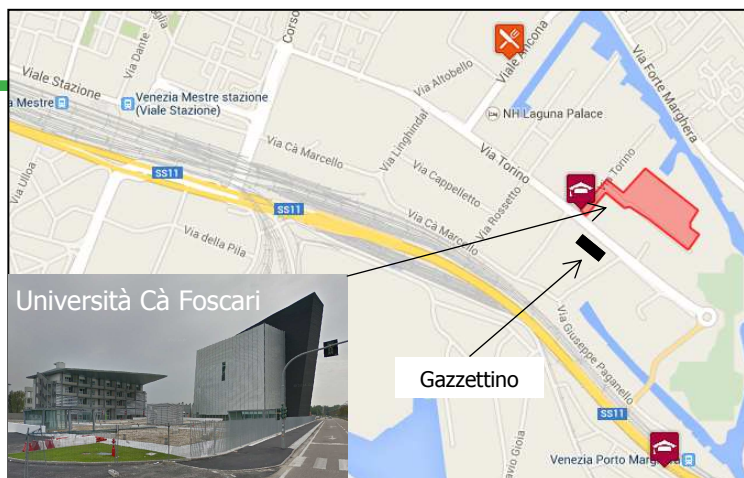 Viale Stazione
Via Dante
Corso
Via Altobello
Viale Ancona
Via Forte Marghera
a Mestre
Venezia Mestre stazione
(Viale Stazione)
NH Laguna Palace
Via Linghindal
Via Cà Marcello
Via Torino
Via Torino
Via Ulloa
SS11
Via Cappelletto
Via Rossetto
SS11
Via Cà Marcello
Via della Pila
Università Cà Foscari
Via Giuseppe Paganello
Gazzettino
SS11
avio Gioia
Venezia Porto Marghera